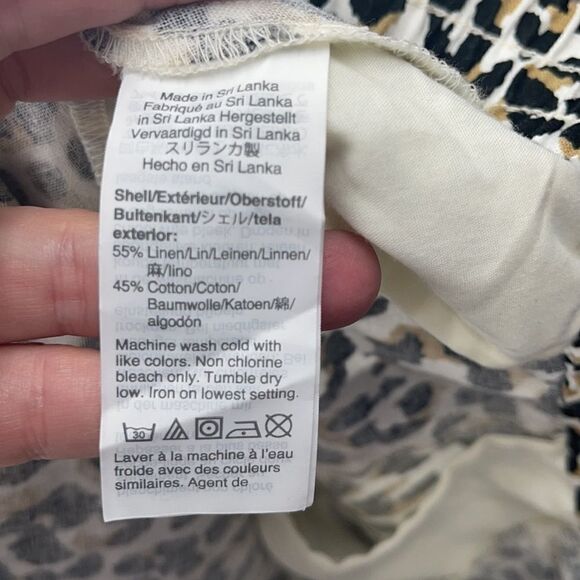 Made in Sri Lanka
Fabriqué au Sri Lanka
in Sri Lanka Hergestellt
Vervaardigd in Sri Lanka
スリランカ製
Hecho en Sri Lanka
Shell/Extérieur/Oberstoff/
Buitenkant/シェル/tela
exterior:
55% Linen/Lin/Leinen/Linnen/
麻/lino
45% Cotton/Coton/
Baumwolle/Katoen/綿/
algodón
Machine wash cold with
like colors. Non chlorine
bleach only. Tumble dry
low. Iron on lowest setting.
30
Laver à la machine à l'eau
froide avec des couleurs
similaires. Agent de